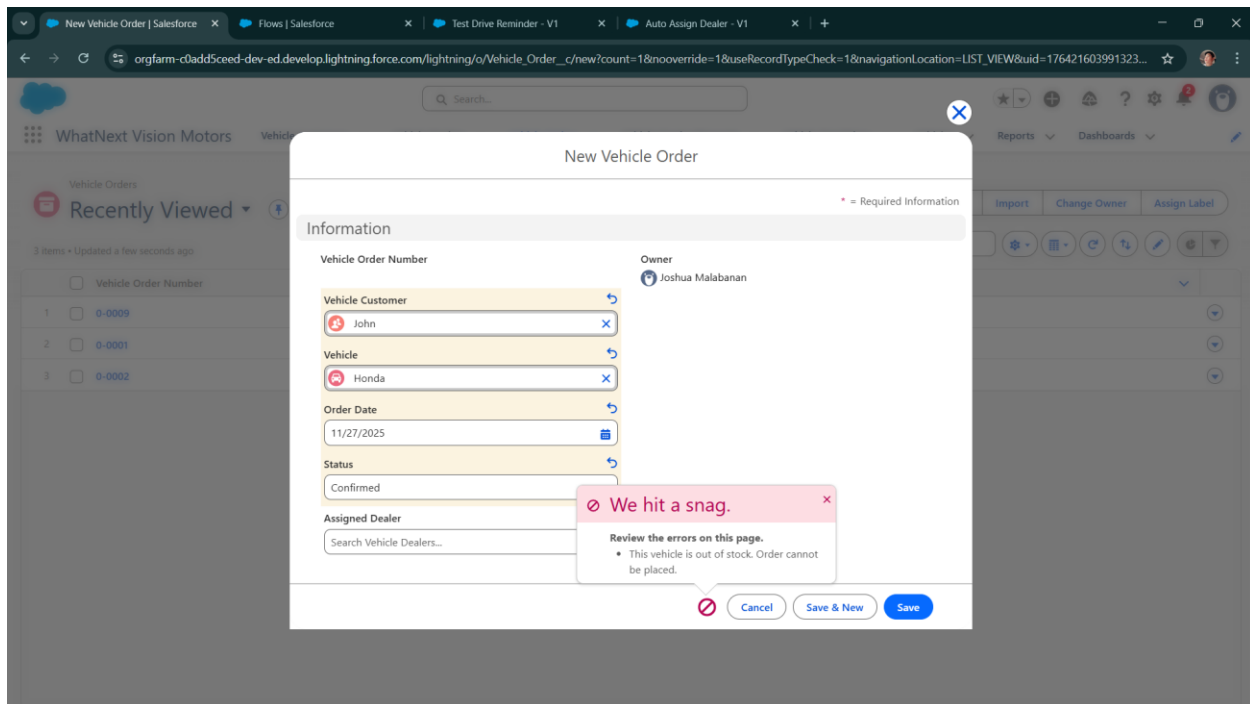 New Vehicle Order | Salesforce
Flows | Salesforce
Test Drive Reminder - V1
Auto Assign Dealer - V1
orgfarm-c0add5ceed-dev-ed.develop.lightning.force.com/lightning/o/Vehicle_Order__c/new?count=1&nooverride=1&useRecordTypeCheck=1&navigationLocation=LIST_VIEW&uid=176421603991323...
Search...
WhatNext Vision Motors
Vehicle
Reports
Dashboards
New Vehicle Order
Vehicle Orders
Recently Viewed
* = Required Information
Import
Change Owner
Assign Label
Information
3 items • Updated a few seconds ago
Vehicle Order Number
Owner
Joshua Malabanan
Vehicle Order Number
1
0-0009
2
0-0001
3
0-0002
Vehicle Customer
John
Vehicle
Honda
Order Date
11/27/2025
Status
Confirmed
Assigned Dealer
Search Vehicle Dealers...
We hit a snag.
Review the errors on this page.
• This vehicle is out of stock. Order cannot
be placed.
Cancel
Save & New
Save